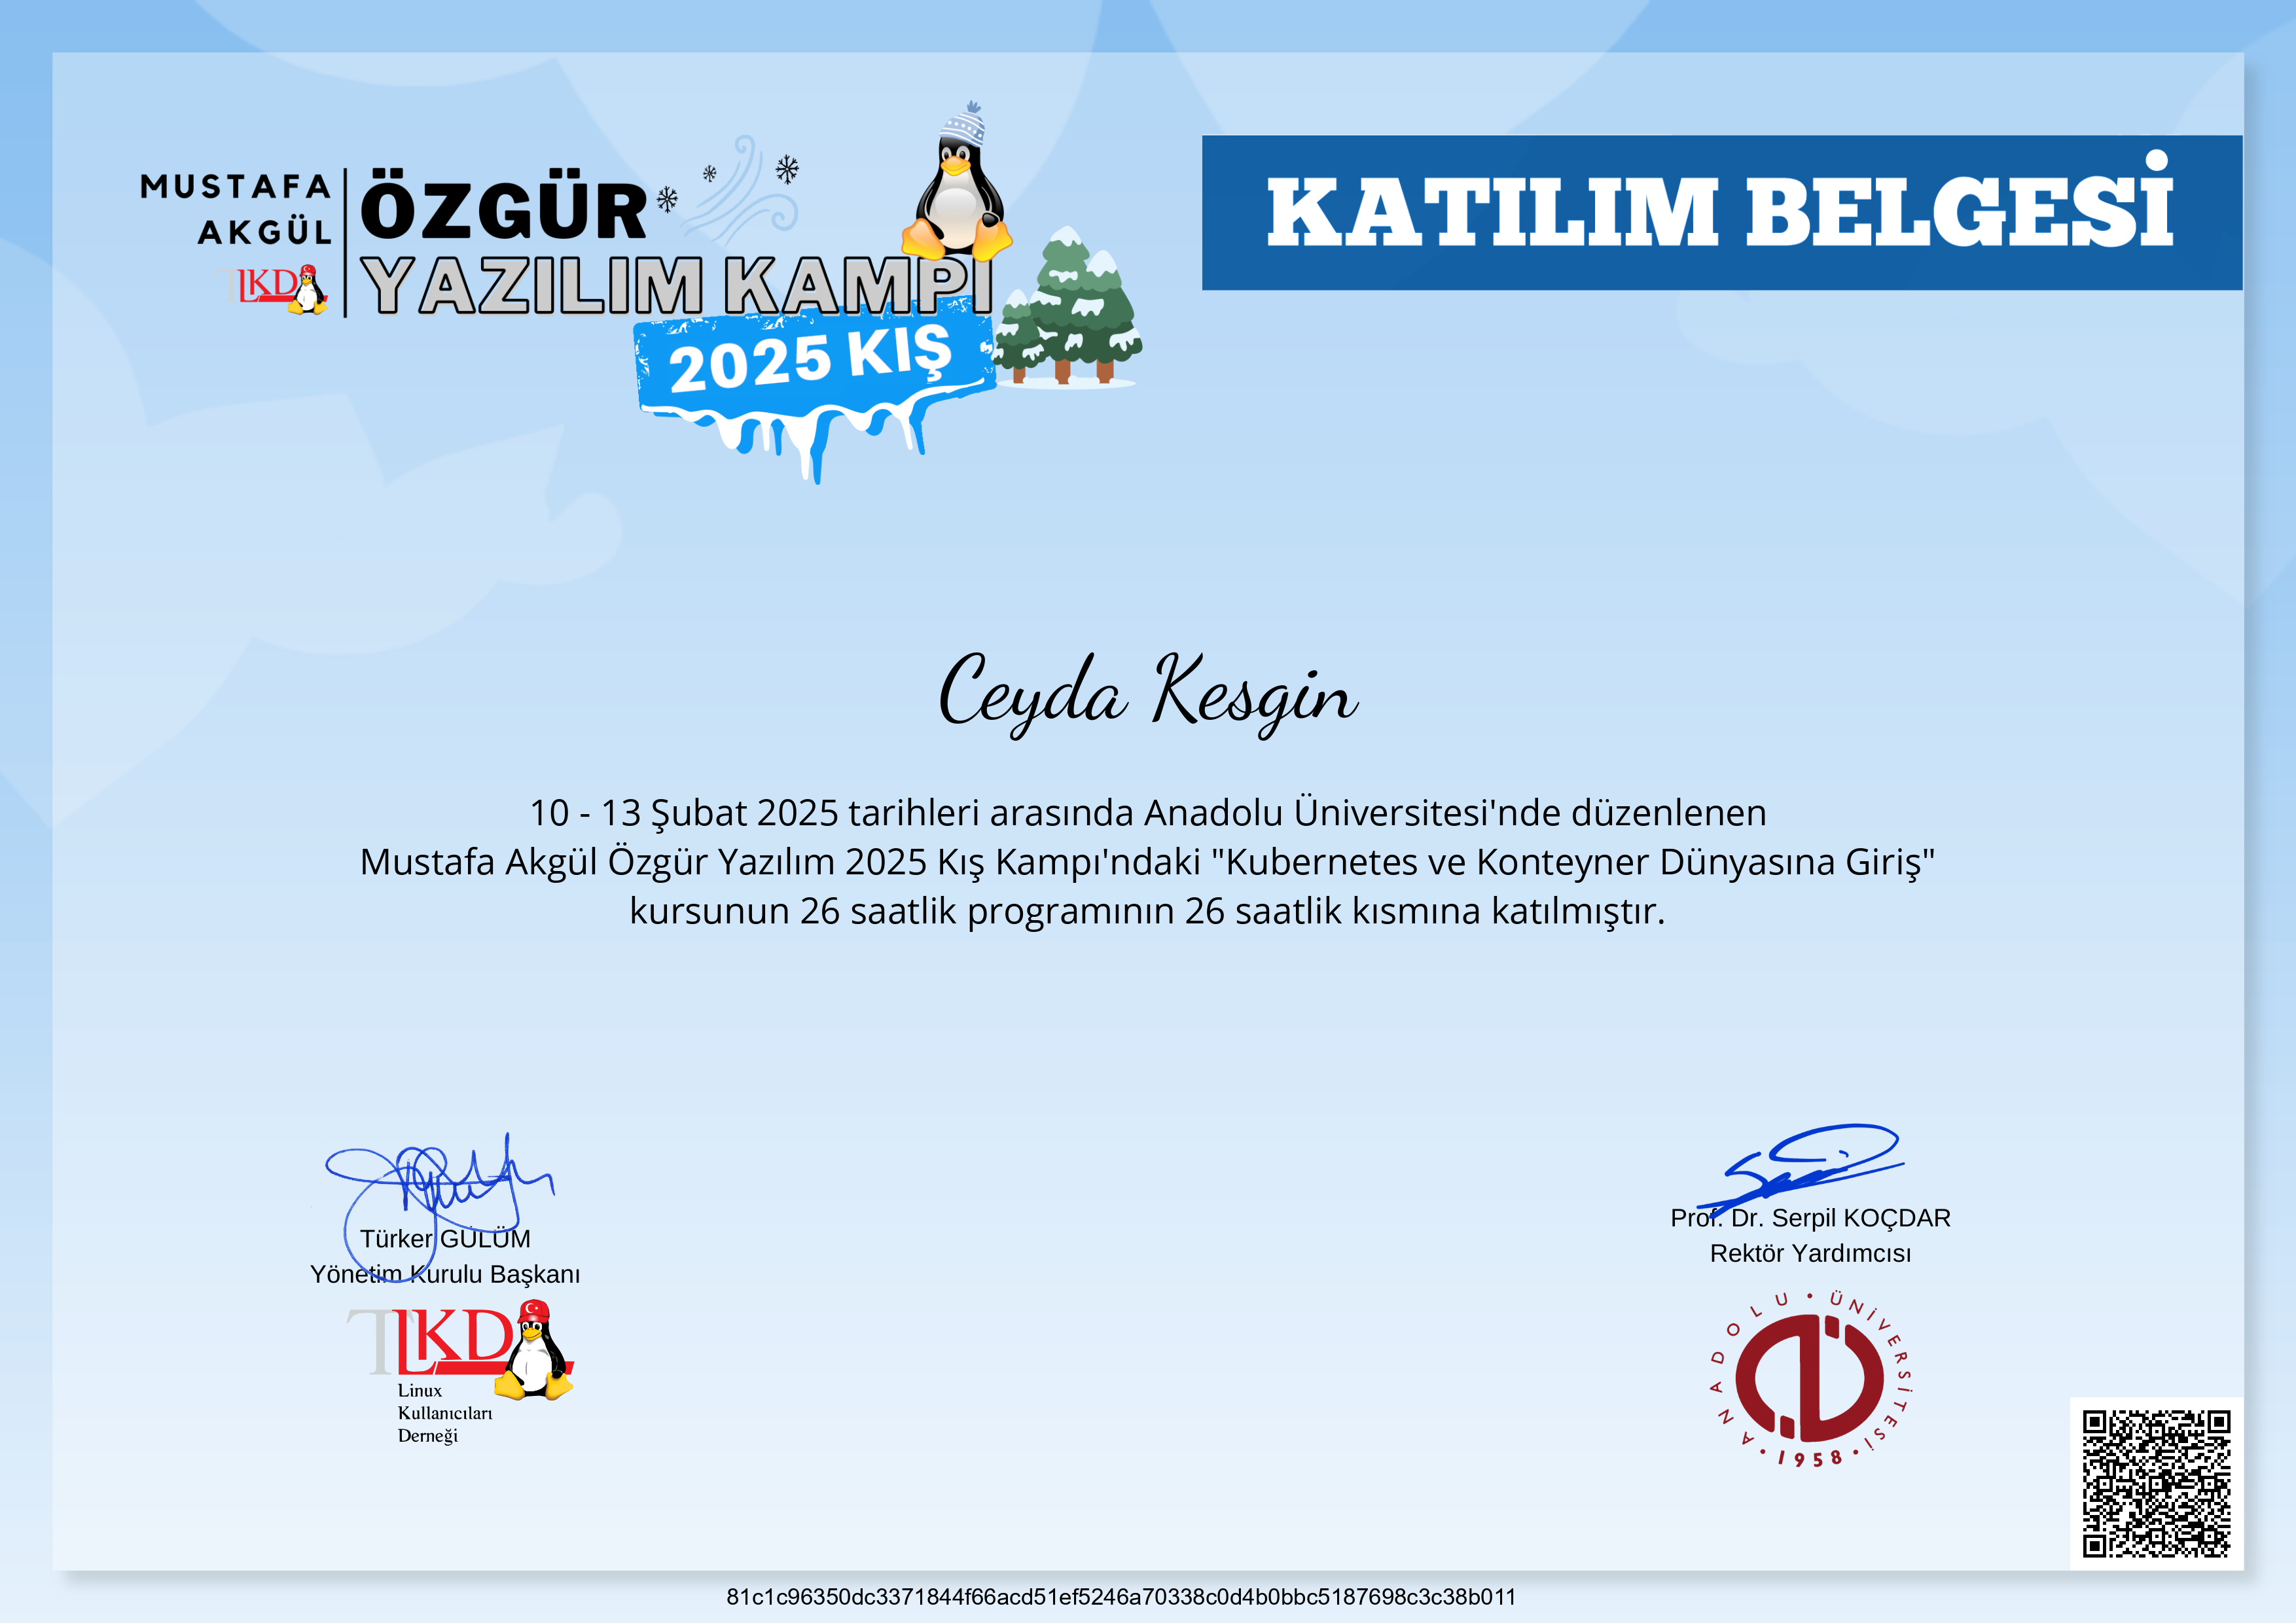 MUSTAFA
AKGÜL
TLKD
ÖZGÜR
YAZILIM KAMPI
2025 KIŞ
KATILIM BELGESİ
Ceyda Kesgin
10 - 13 Şubat 2025 tarihleri arasında Anadolu Üniversitesi'nde düzenlenen
Mustafa Akgül Özgür Yazılım 2025 Kış Kampı'ndaki "Kubernetes ve Konteyner Dünyasına Giriş"
kursunun 26 saatlik programının 26 saatlik kısmına katılmıştır.
Türker GÜLÜM
Yönetim Kurulu Başkanı
TLKD
Linux
Kullanıcıları
Derneği
Prof. Dr. Serpil KOÇDAR
Rektör Yardımcısı
ANADOLU • ÜNİVERSİTESİ • 1958 •
81c1c96350dc3371844f66acd51ef5246a70338c0d4b0bbc5187698c3c38b011